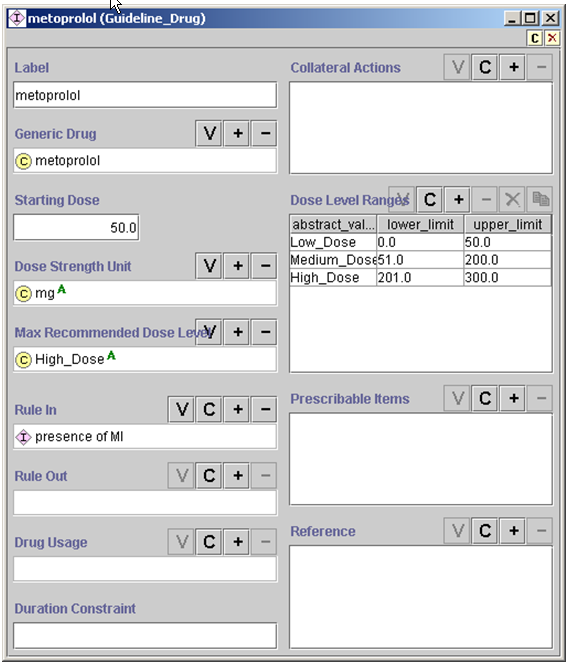 metoprolol (Guideline_Drug)
C
Label
metoprolol
Generic Drug V + −
C metoprolol
Starting Dose
50.0
Dose Strength Unit V + −
C mg A
Max Recommended Dose Level V + −
C High_Dose A
Rule In V C + −
I presence of MI
Rule Out V C + −
Drug Usage V C + −
Duration Constraint
Collateral Actions V C + −
Dose Level Ranges V C + −
abstract_val... lower_limit upper_limit
Low_Dose 0.0 50.0
Medium_Dose 51.0 200.0
High_Dose 201.0 300.0
Prescribable Items V C + −
Reference V C + −